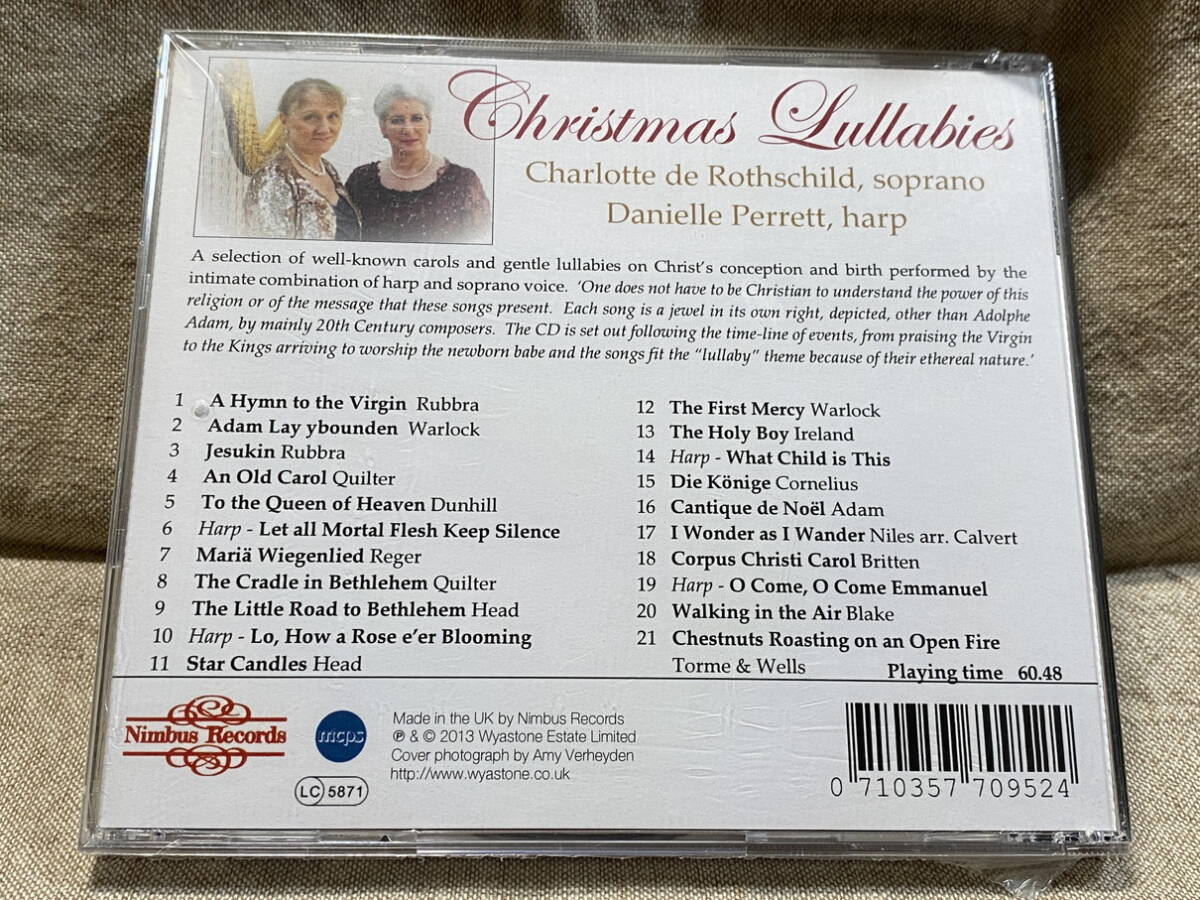 Christmas Lullabies
Charlotte de Rothschild, soprano
Danielle Perrett, harp
A selection of well-known carols and gentle lullabies on Christ's conception and birth performed by the
intimate combination of harp and soprano voice. 'One does not have to be Christian to understand the power of this
religion or of the message that these songs present. Each song is a jewel in its own right, depicted, other than Adolphe
Adam, by mainly 20th Century composers. The CD is set out following the time-line of events, from praising the Virgin
to the Kings arriving to worship the newborn babe and the songs fit the "lullaby" theme because of their ethereal nature.'
1 A Hymn to the Virgin Rubbra
2 Adam Lay ybounden Warlock
3 Jesukin Rubbra
4 An Old Carol Quilter
5 To the Queen of Heaven Dunhill
6 Harp - Let all Mortal Flesh Keep Silence
7 Mariä Wiegenlied Reger
8 The Cradle in Bethlehem Quilter
9 The Little Road to Bethlehem Head
10 Harp - Lo, How a Rose e'er Blooming
11 Star Candles Head
12 The First Mercy Warlock
13 The Holy Boy Ireland
14 Harp - What Child is This
15 Die Könige Cornelius
16 Cantique de Noël Adam
17 I Wonder as I Wander Niles arr. Calvert
18 Corpus Christi Carol Britten
19 Harp - O Come, O Come Emmanuel
20 Walking in the Air Blake
21 Chestnuts Roasting on an Open Fire
Torme & Wells
Playing time 60.48
Nimbus Records
mcps
LC 5871
Made in the UK by Nimbus Records
℗ & © 2013 Wyastone Estate Limited
Cover photograph by Amy Verheyden
http://www.wyastone.co.uk
0 710357 709524